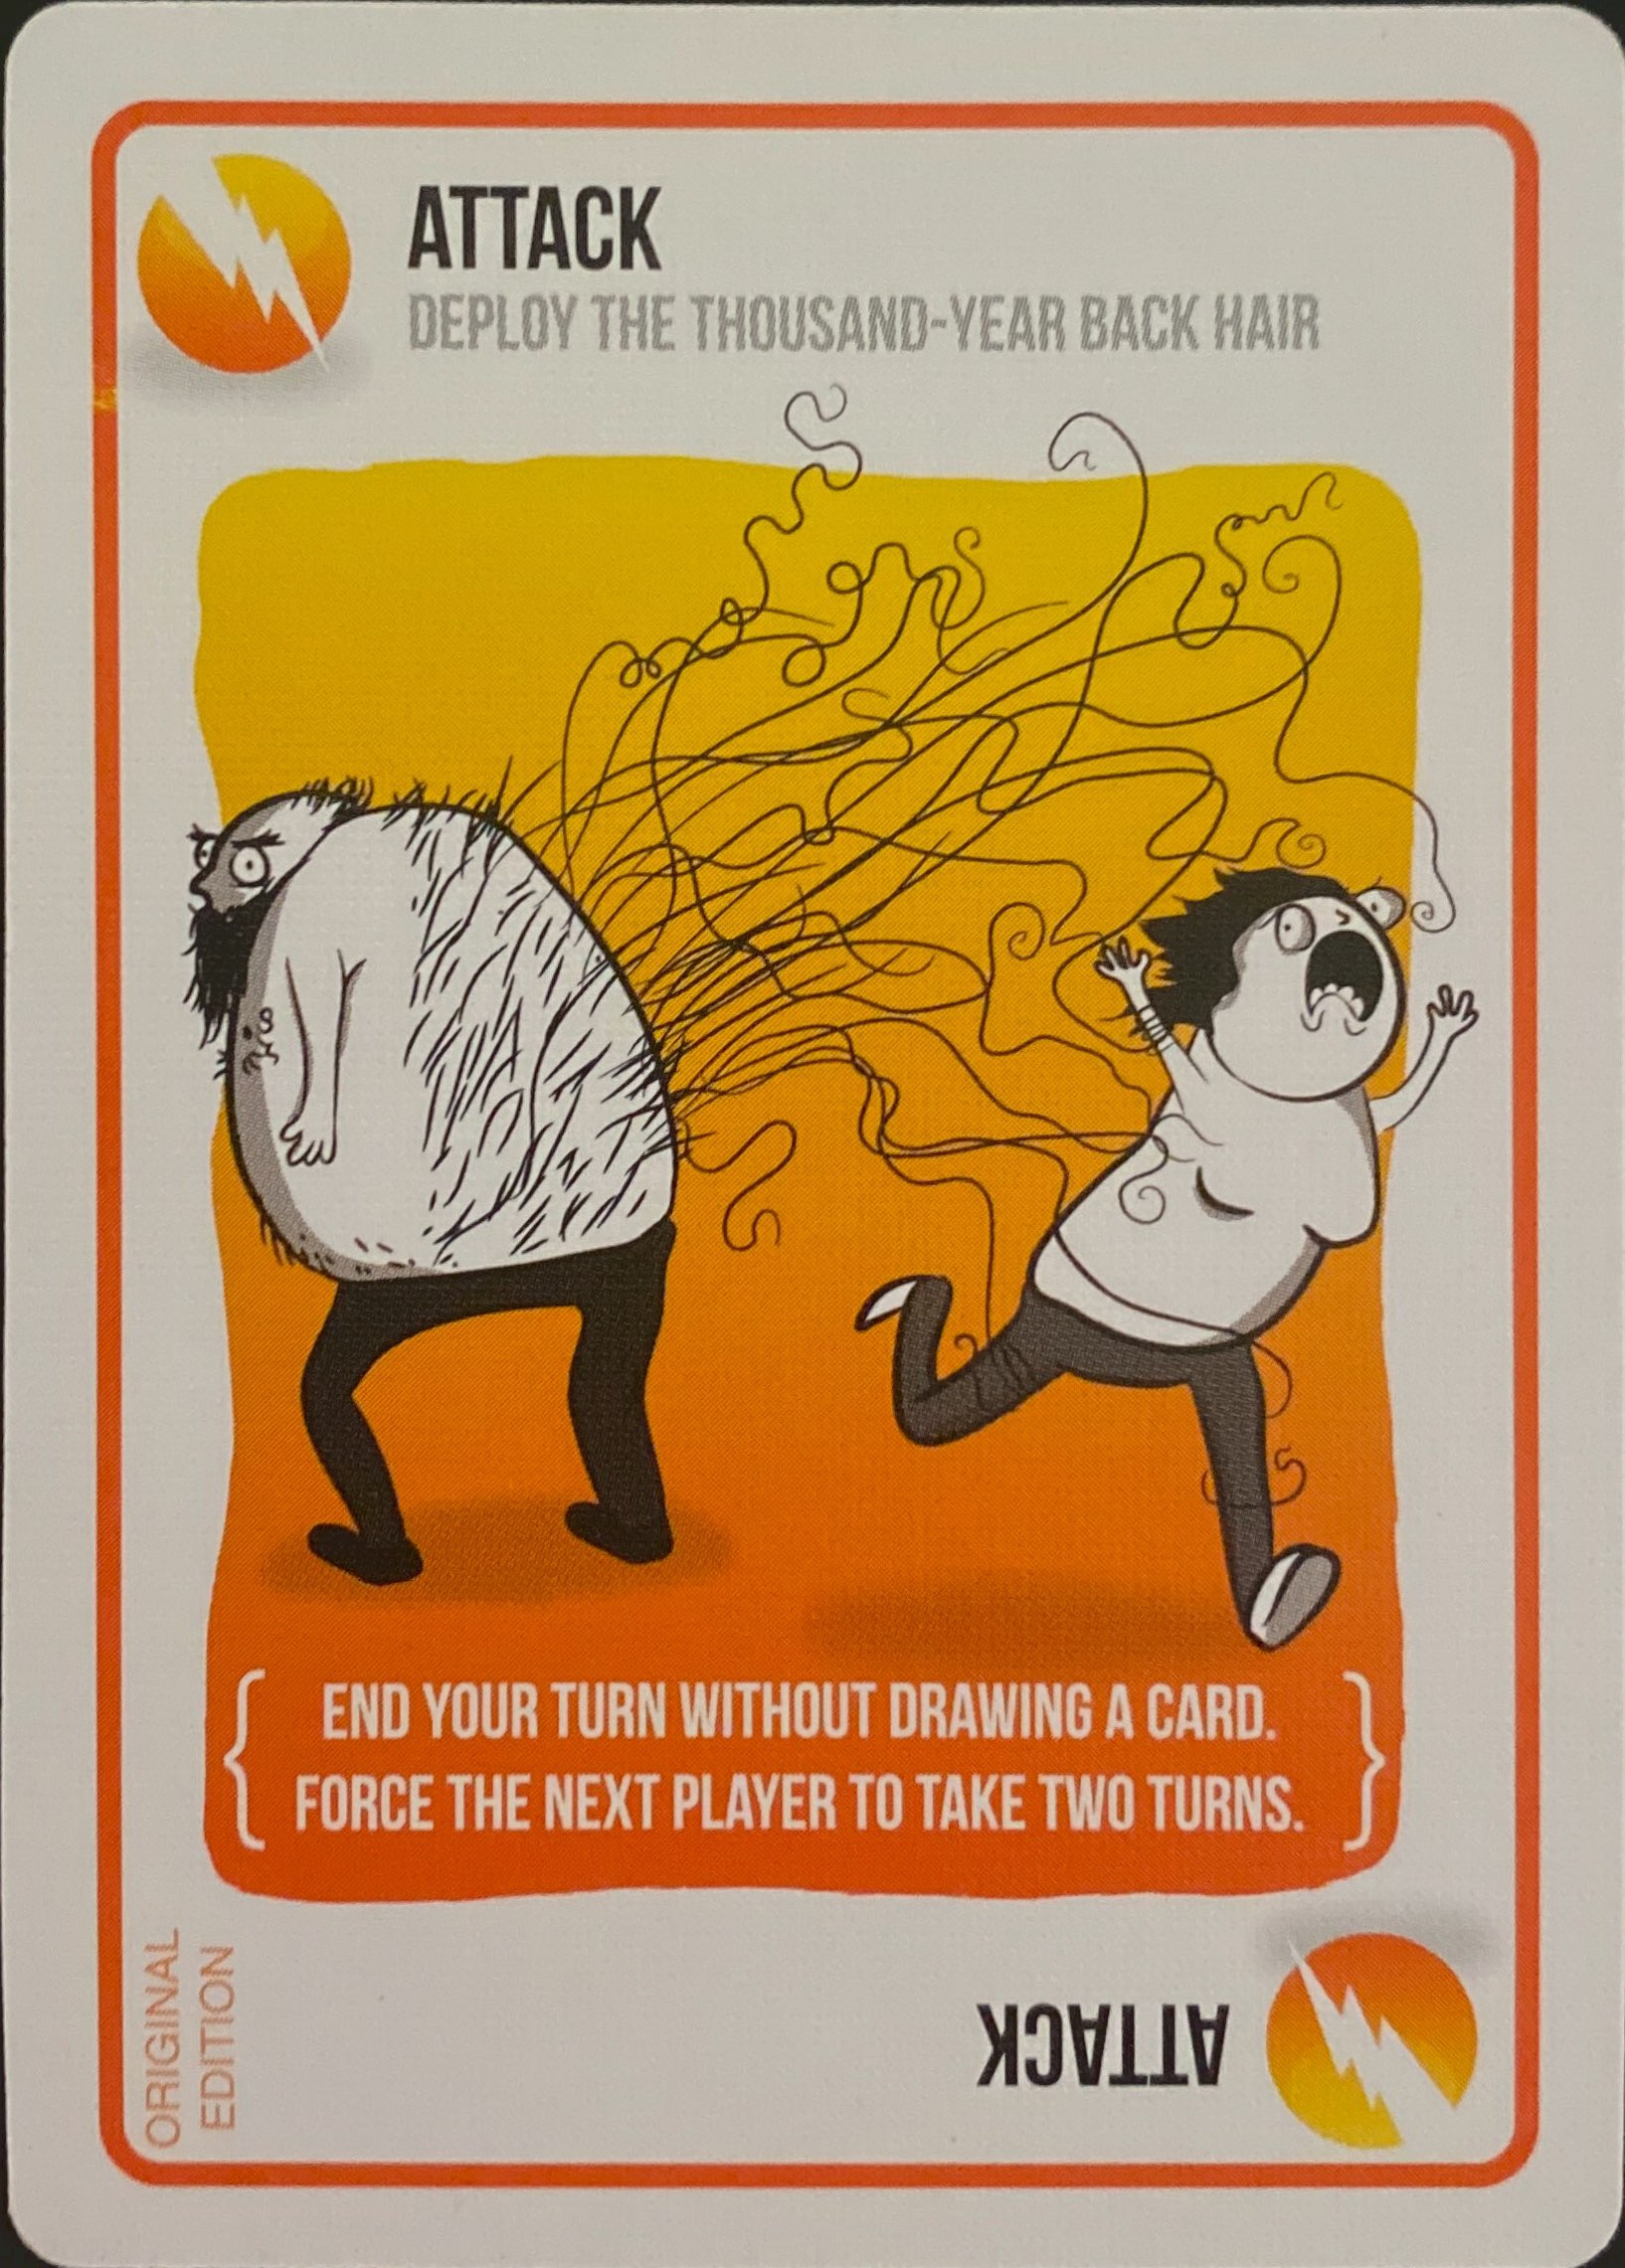 ATTACK
DEPLOY THE THOUSAND-YEAR BACK HAIR
END YOUR TURN WITHOUT DRAWING A CARD.
FORCE THE NEXT PLAYER TO TAKE TWO TURNS.
ORIGINAL
EDITION
ATTACK